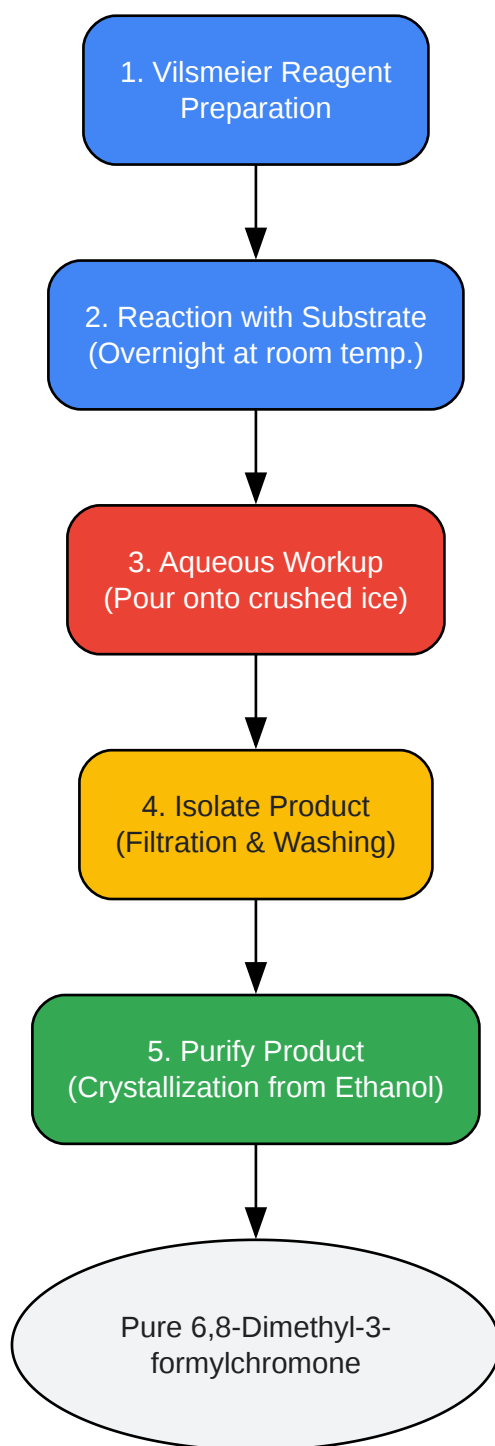 1. Vilsmeier Reagent
Preparation
2. Reaction with Substrate
(Overnight at room temp.)
3. Aqueous Workup
(Pour onto crushed ice)
4. Isolate Product
(Filtration & Washing)
5. Purify Product
(Crystallization from Ethanol)
Pure 6,8-Dimethyl-3-
formylchromone